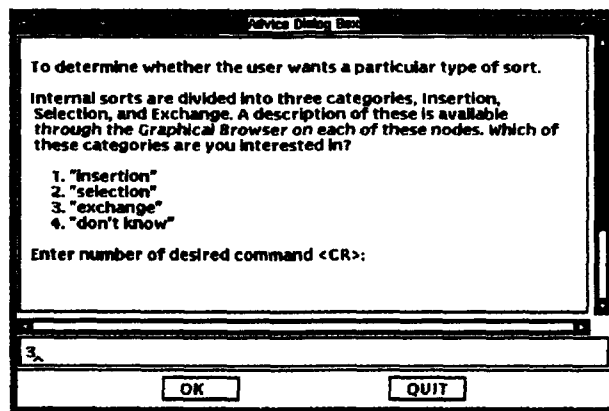 Advice Dialog Box
To determine whether the user wants a particular type of sort.
Internal sorts are divided into three categories, Insertion,
Selection, and Exchange. A description of these is available
through the Graphical Browser on each of these nodes. Which of
these categories are you interested in?
1. "insertion"
2. "selection"
3. "exchange"
4. "don't know"
Enter number of desired command <CR>:
3
OK
QUIT